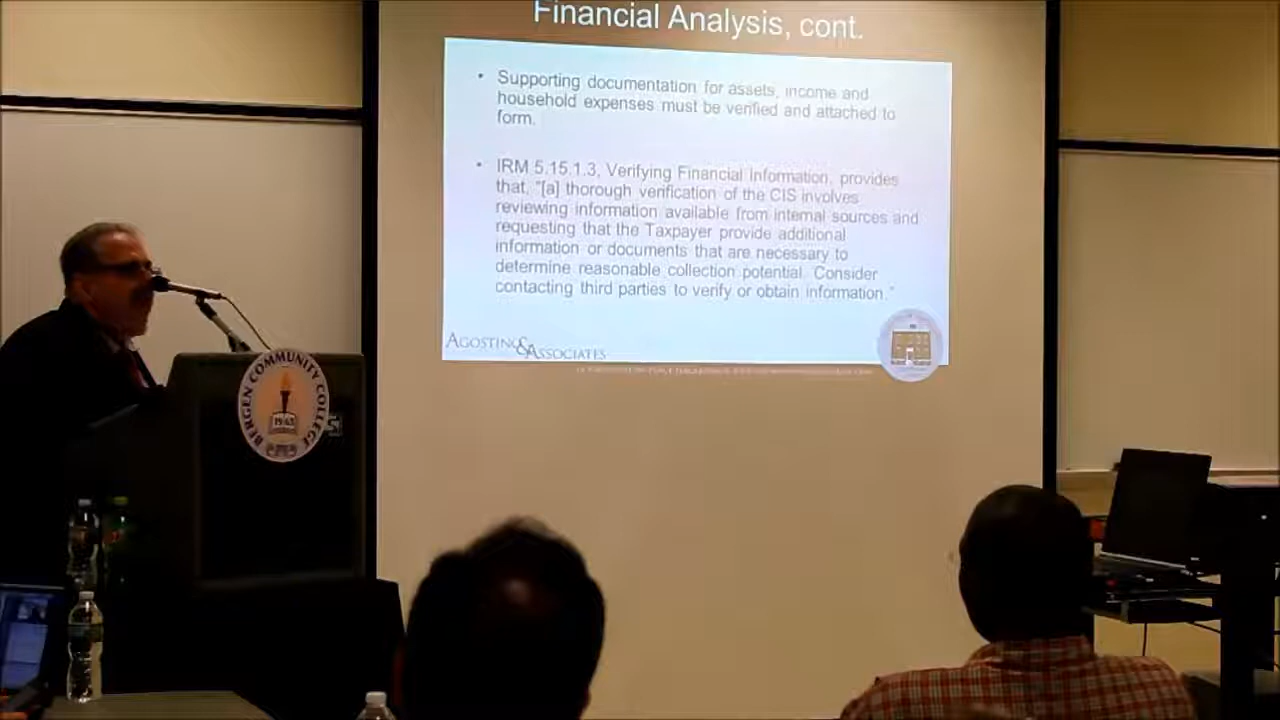 Financial Analysis, cont.
• Supporting documentation for assets, income and
household expenses must be verified and attached to
form.
• IRM 5.15.1.3, Verifying Financial Information, provides
that, "[a] thorough verification of the CIS involves
reviewing information available from internal sources and
requesting that the Taxpayer provide additional
information or documents that are necessary to
determine reasonable collection potential. Consider
contacting third parties to verify or obtain information."
AGOSTINO & ASSOCIATES
BERGEN COMMUNITY COLLEGE
1965